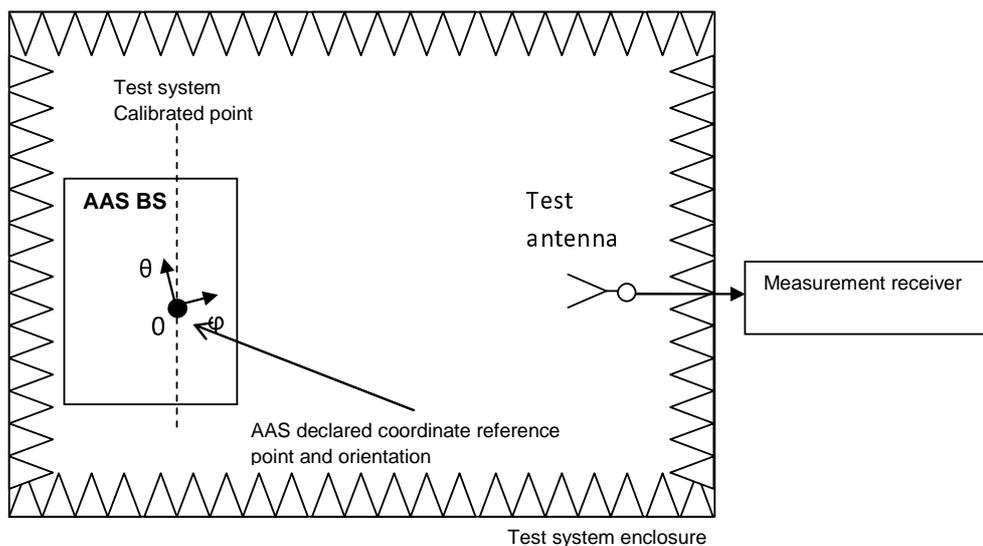 Test system
Calibrated point
AAS BS
Test
antenna
θ
Measurement receiver
0
φ
AAS declared coordinate reference
point and orientation
Test system enclosure